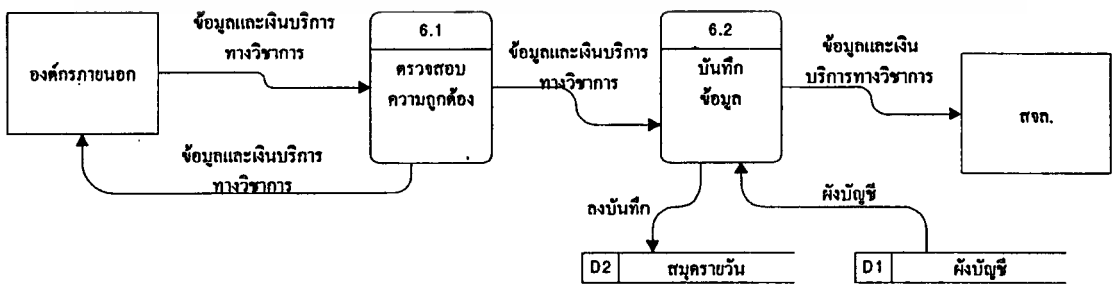 ข้อมูลและเงินบริการ
ทางวิชาการ
องค์กรภายนอก
6.1
ตรวจสอบ
ความถูกต้อง
ข้อมูลและเงินบริการ
ทางวิชาการ
6.2
บันทึก
ข้อมูล
ข้อมูลและเงิน
บริการทางวิชาการ
สจล.
ข้อมูลและเงินบริการ
ทางวิชาการ
ลงบันทึก
ผังบัญชี
D2 สมุดรายวัน
D1 ผังบัญชี